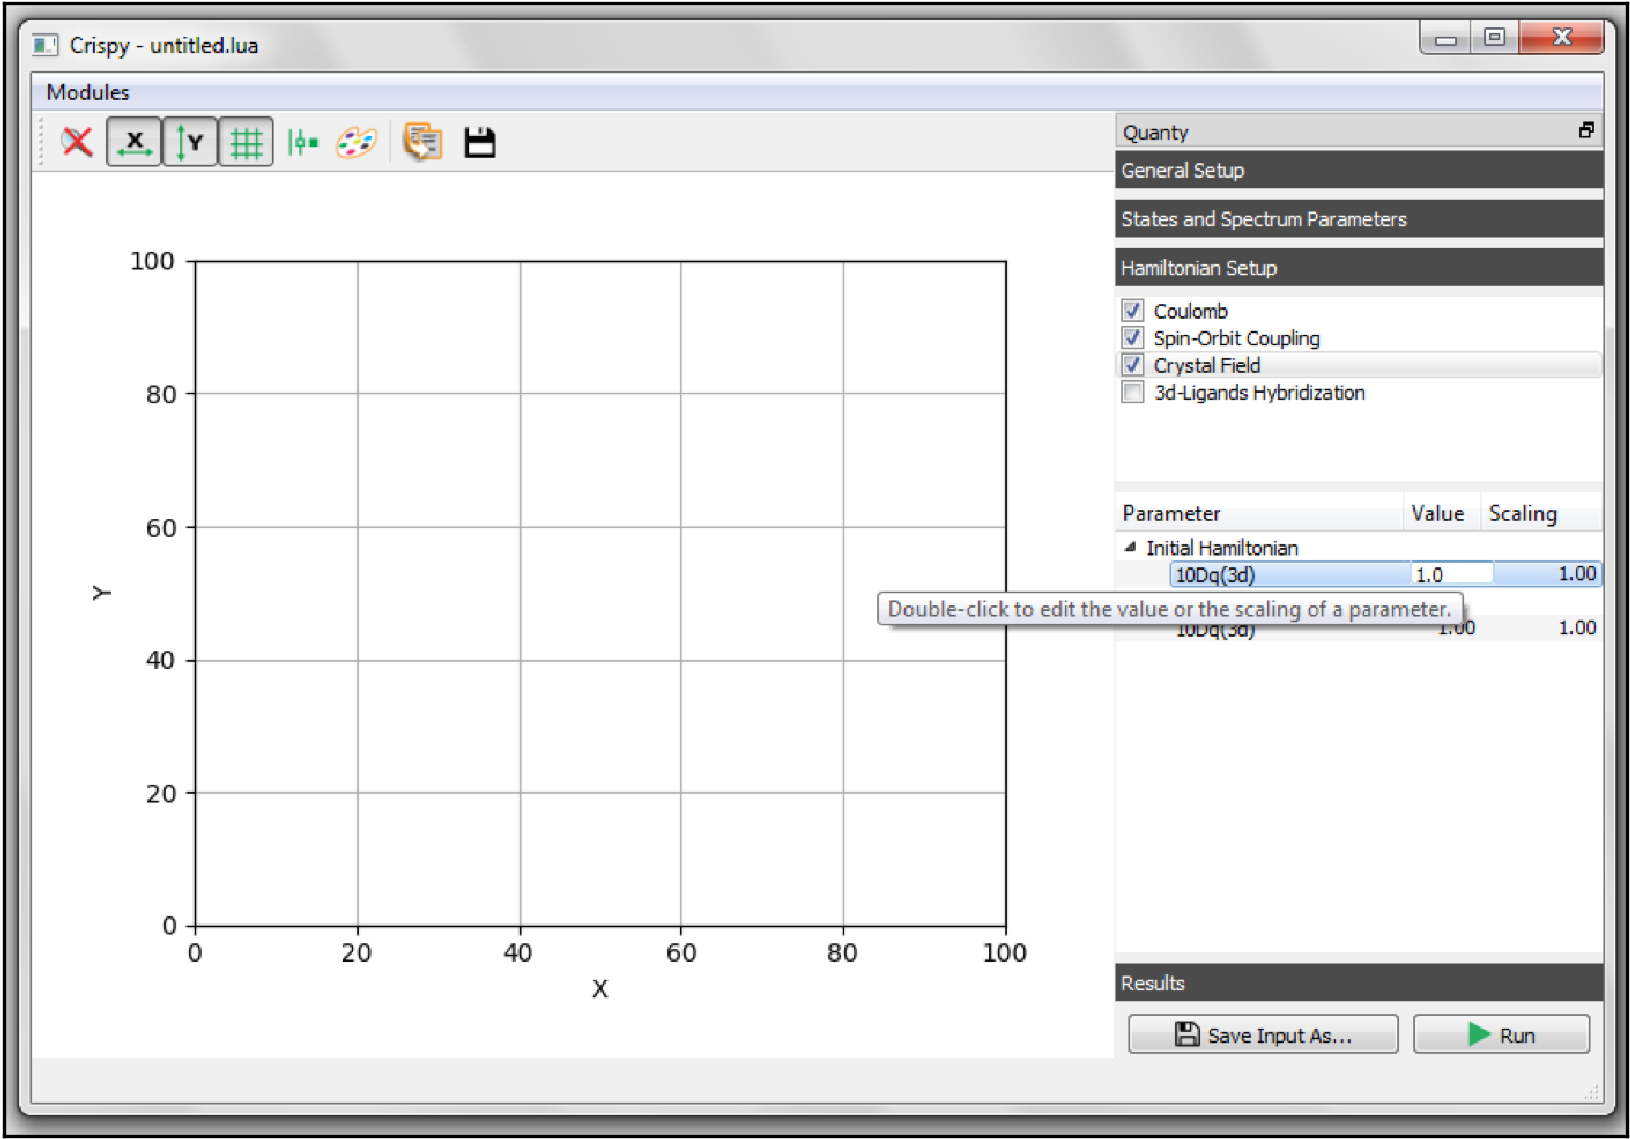 Crispy - untitled.lua
Modules
X Y
Quanty
General Setup
States and Spectrum Parameters
Hamiltonian Setup
Coulomb
Spin-Orbit Coupling
Crystal Field
3d-Ligands Hybridization
Parameter Value Scaling
Initial Hamiltonian
10Dq(3d) 1.0 1.00
Double-click to edit the value or the scaling of a parameter.
10Dq(3d) 1.00 1.00
100
80
60
40
20
0
Y
0 20 40 60 80 100
X
Results
Save Input As...
Run